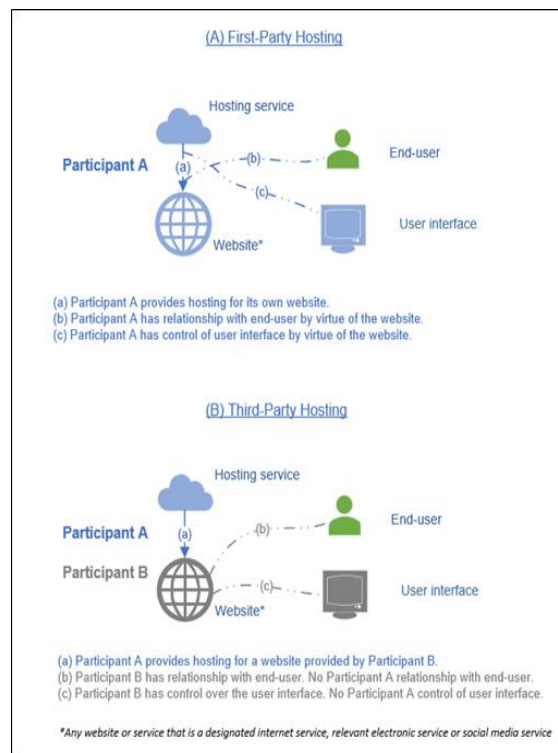 (A) First-Party Hosting
Hosting service
Participant A
(a)
(b)
End-user
(c)
User interface
Website*
(a) Participant A provides hosting for its own website.
(b) Participant A has relationship with end-user by virtue of the website.
(c) Participant A has control of user interface by virtue of the website.
(B) Third-Party Hosting
Hosting service
Participant A
(a)
(b)
End-user
Participant B
(c)
User interface
Website*
(a) Participant A provides hosting for a website provided by Participant B.
(b) Participant B has relationship with end-user. No Participant A relationship with end-user.
(c) Participant B has control over the user interface. No Participant A control of user interface.
*Any website or service that is a designated internet service, relevant electronic service or social media service